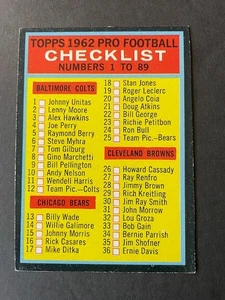 TOPPS 1962 PRO FOOTBALL
CHECKLIST
NUMBERS 1 TO 89
BALTIMORE COLTS
1 Johnny Unitas
2 Lenny Moore
3 Alex Hawkins
4 Joe Perry
5 Raymond Berry
6 Steve Myhra
7 Tom Gilburg
8 Gino Marchetti
9 Bill Pellington
10 Andy Nelson
11 Wendell Harris
12 Team Pic.-Colts
CHICAGO BEARS
13 Billy Wade
14 Willie Galimore
15 Johnny Morris
16 Rick Casares
17 Mike Ditka
18 Stan Jones
19 Roger Leclerc
20 Angelo Coia
21 Doug Atkins
22 Bill George
23 Richie Petitbon
24 Ron Bull
25 Team Pic.-Bears
CLEVELAND BROWNS
26 Howard Cassady
27 Ray Renfro
28 Jimmy Brown
29 Rich Kreitling
30 Jim Ray Smith
31 John Morrow
32 Lou Groza
33 Bob Gain
34 Bernie Parrish
35 Jim Shofner
36 Ernie Davis